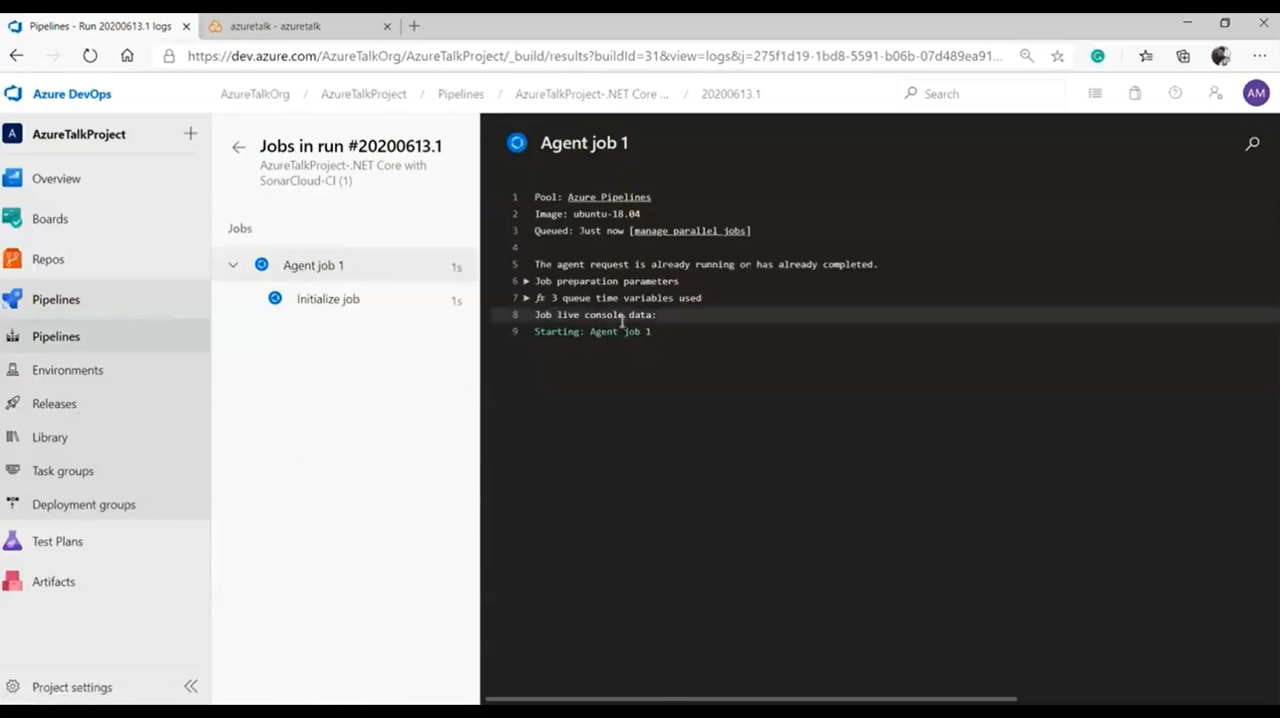 Pipelines - Run 20200613.1 logs
azuretalk - azuretalk
https://dev.azure.com/AzureTalkOrg/AzureTalkProject/_build/results?buildId=31&view=logs&j=275f1d19-1bd8-5591-b06b-07d489ea91...
Azure DevOps
AzureTalkOrg / AzureTalkProject / Pipelines / AzureTalkProject-.NET Core ... / 20200613.1
Search
AM
A AzureTalkProject
Overview
Boards
Repos
Pipelines
Pipelines
Environments
Releases
Library
Task groups
Deployment groups
Test Plans
Artifacts
Project settings
Jobs in run #20200613.1
AzureTalkProject-.NET Core with
SonarCloud-CI (1)
Jobs
Agent job 1 1s
Initialize job 1s
Agent job 1
1 Pool: Azure Pipelines
2 Image: ubuntu-18.04
3 Queued: Just now [manage parallel jobs]
4
5 The agent request is already running or has already completed.
6 Job preparation parameters
7 fx 3 queue time variables used
8 Job live console data:
9 Starting: Agent job 1